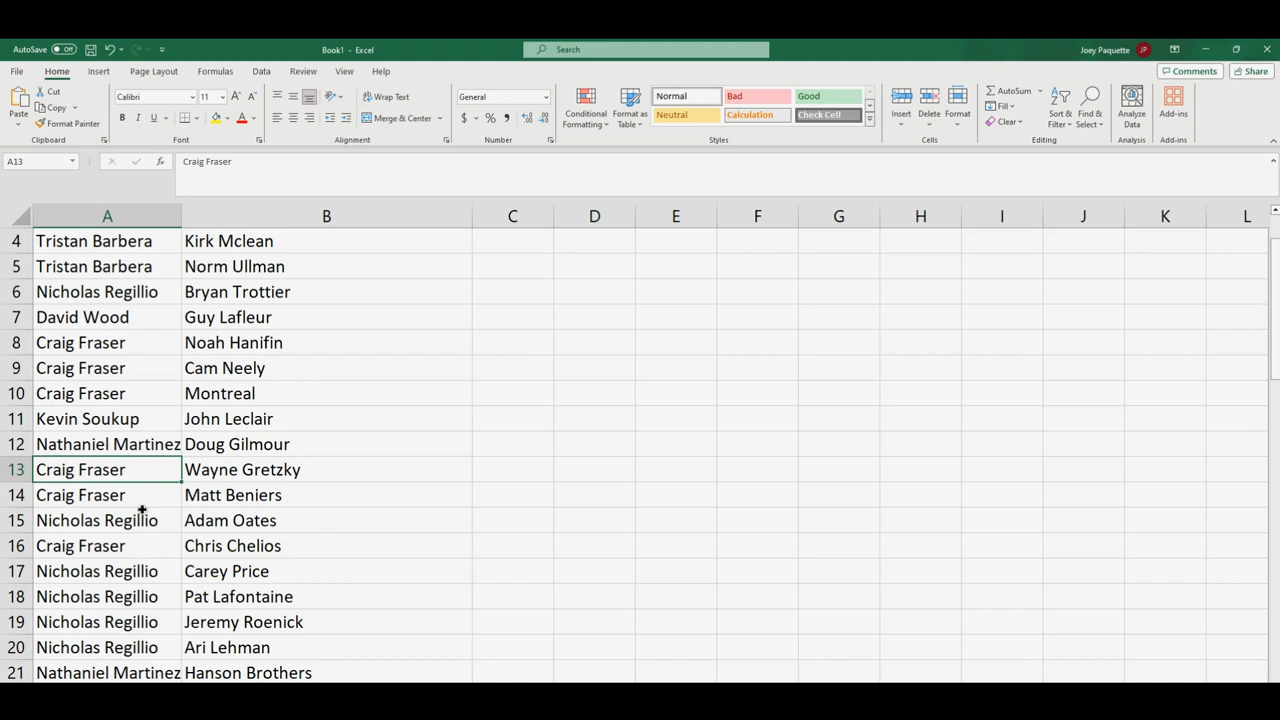 AutoSave Off Book1 - Excel Search Joey Paquette JP
File Home Insert Page Layout Formulas Data Review View Help Comments Share
Paste Cut Copy Format Painter Clipboard
Calibri 11 B I U A A A Font
Wrap Text Merge & Center Alignment
General $ % , Number
Conditional Formatting Format as Table Normal Bad Good Neutral Calculation Check Cell Styles
Insert Delete Format Cells
AutoSum Fill Clear Sort & Filter Find & Select Editing
Analyze Data Analysis
Add-ins Add-ins
A13 fx Craig Fraser
A B C D E F G H I J K L
4 Tristan Barbera Kirk Mclean
5 Tristan Barbera Norm Ullman
6 Nicholas Regillio Bryan Trottier
7 David Wood Guy Lafleur
8 Craig Fraser Noah Hanifin
9 Craig Fraser Cam Neely
10 Craig Fraser Montreal
11 Kevin Soukup John Leclair
12 Nathaniel Martinez Doug Gilmour
13 Craig Fraser Wayne Gretzky
14 Craig Fraser Matt Beniers
15 Nicholas Regillio Adam Oates
16 Craig Fraser Chris Chelios
17 Nicholas Regillio Carey Price
18 Nicholas Regillio Pat Lafontaine
19 Nicholas Regillio Jeremy Roenick
20 Nicholas Regillio Ari Lehman
21 Nathaniel Martinez Hanson Brothers